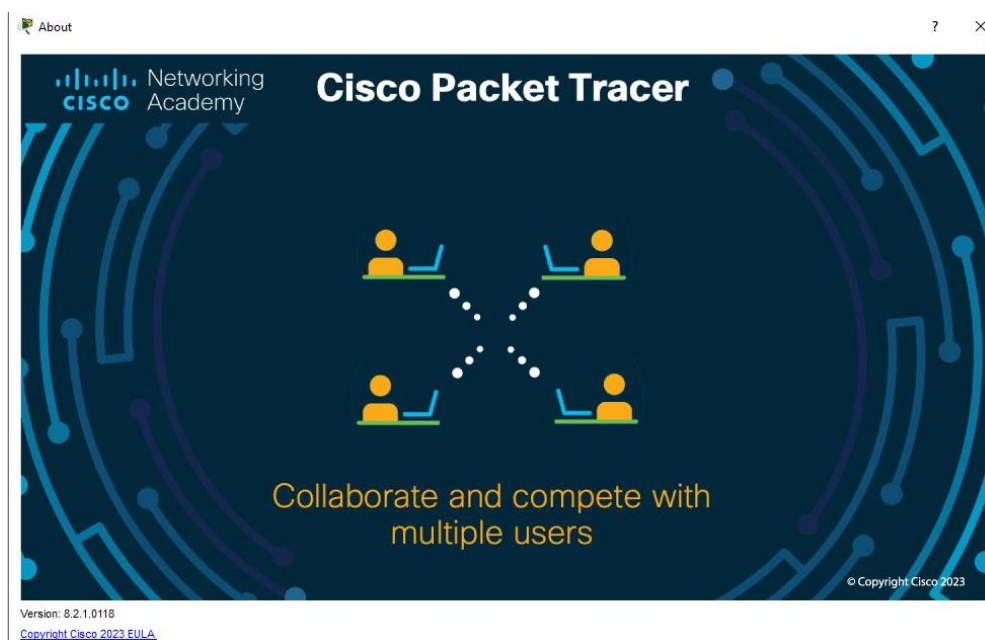 About
?
Networking
CISCO Academy
Cisco Packet Tracer
Collaborate and compete with
multiple users
© Copyright Cisco 2023
Version: 8.2.1.0118
Copyright Cisco 2023 EULA